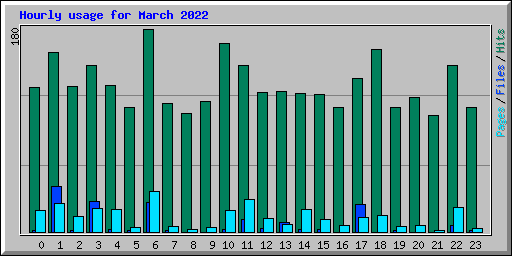 Hourly usage for March 2022
180
Pages/Files/Hits
0 1 2 3 4 5 6 7 8 9 10 11 12 13 14 15 16 17 18 19 20 21 22 23